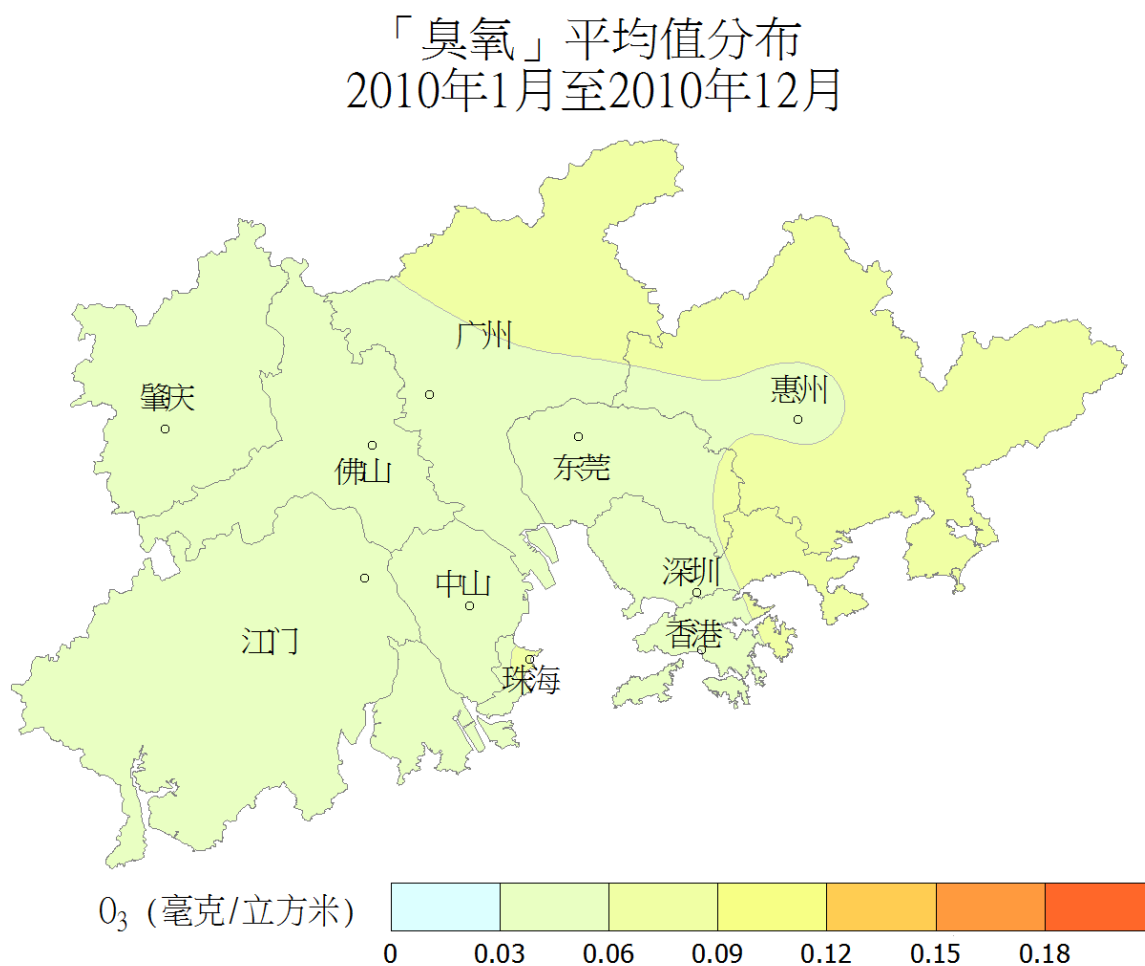 「臭氧」平均值分布
2010年1月至2010年12月
广州
肇庆
惠州
佛山
东莞
深圳
中山
江门
香港
珠海
O₃ (毫克/立方米)
0 0.03 0.06 0.09 0.12 0.15 0.18